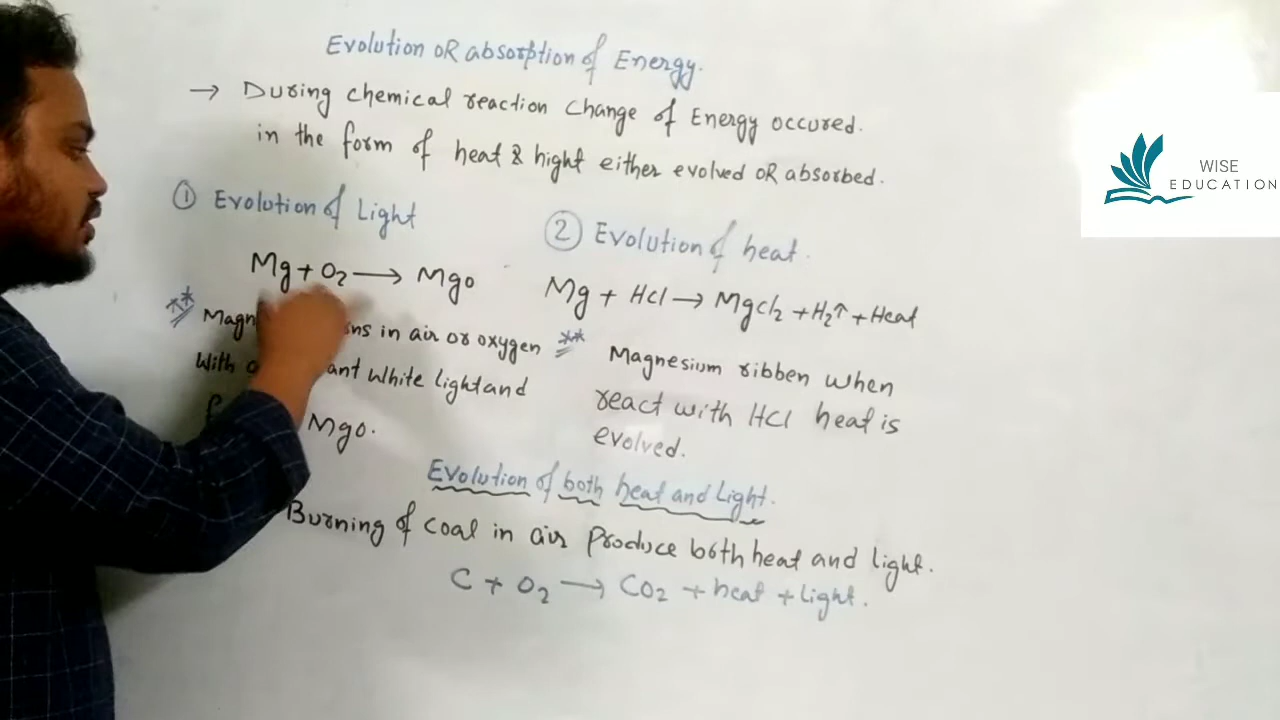 Evolution OR absorption of Energy.
→ During chemical reaction change of Energy occured.
in the form of heat & hight either evolved OR absorbed.
① Evolution of Light
Mg + O2 → Mgo
** Magn ns in air or oxygen
With ant White light and
Mgo.
② Evolution of heat.
Mg + HCl → MgCl2 + H2↑ + Heat
** Magnesium ribben when
react with HCl heat is
evolved.
Evolution of both heat and Light.
Burning of coal in air Produce both heat and light.
C + O2 → CO2 + heat + Light.
WISE
EDUCATION